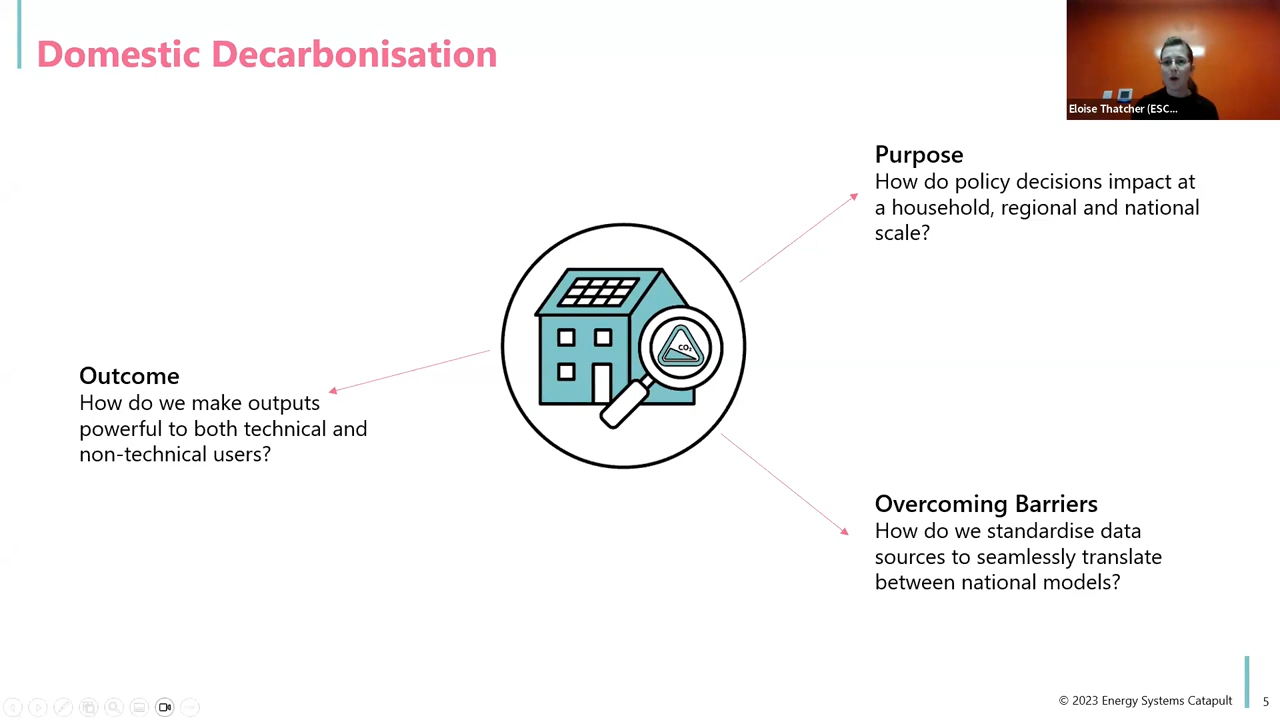 Domestic Decarbonisation
Eloise Thatcher (ESC...
Purpose
How do policy decisions impact at
a household, regional and national
scale?
CO₂
Outcome
How do we make outputs
powerful to both technical and
non-technical users?
Overcoming Barriers
How do we standardise data
sources to seamlessly translate
between national models?
© 2023 Energy Systems Catapult
5